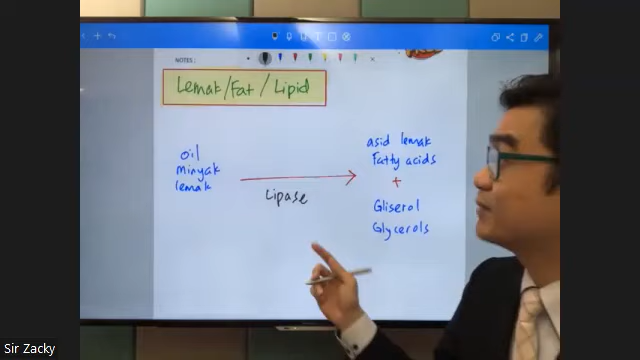 NOTES:
Lemak/Fat/Lipid
oil
minyak
lemak
Lipase
asid lemak
Fatty acids
+
Gliserol
Glycerols
Sir Zacky